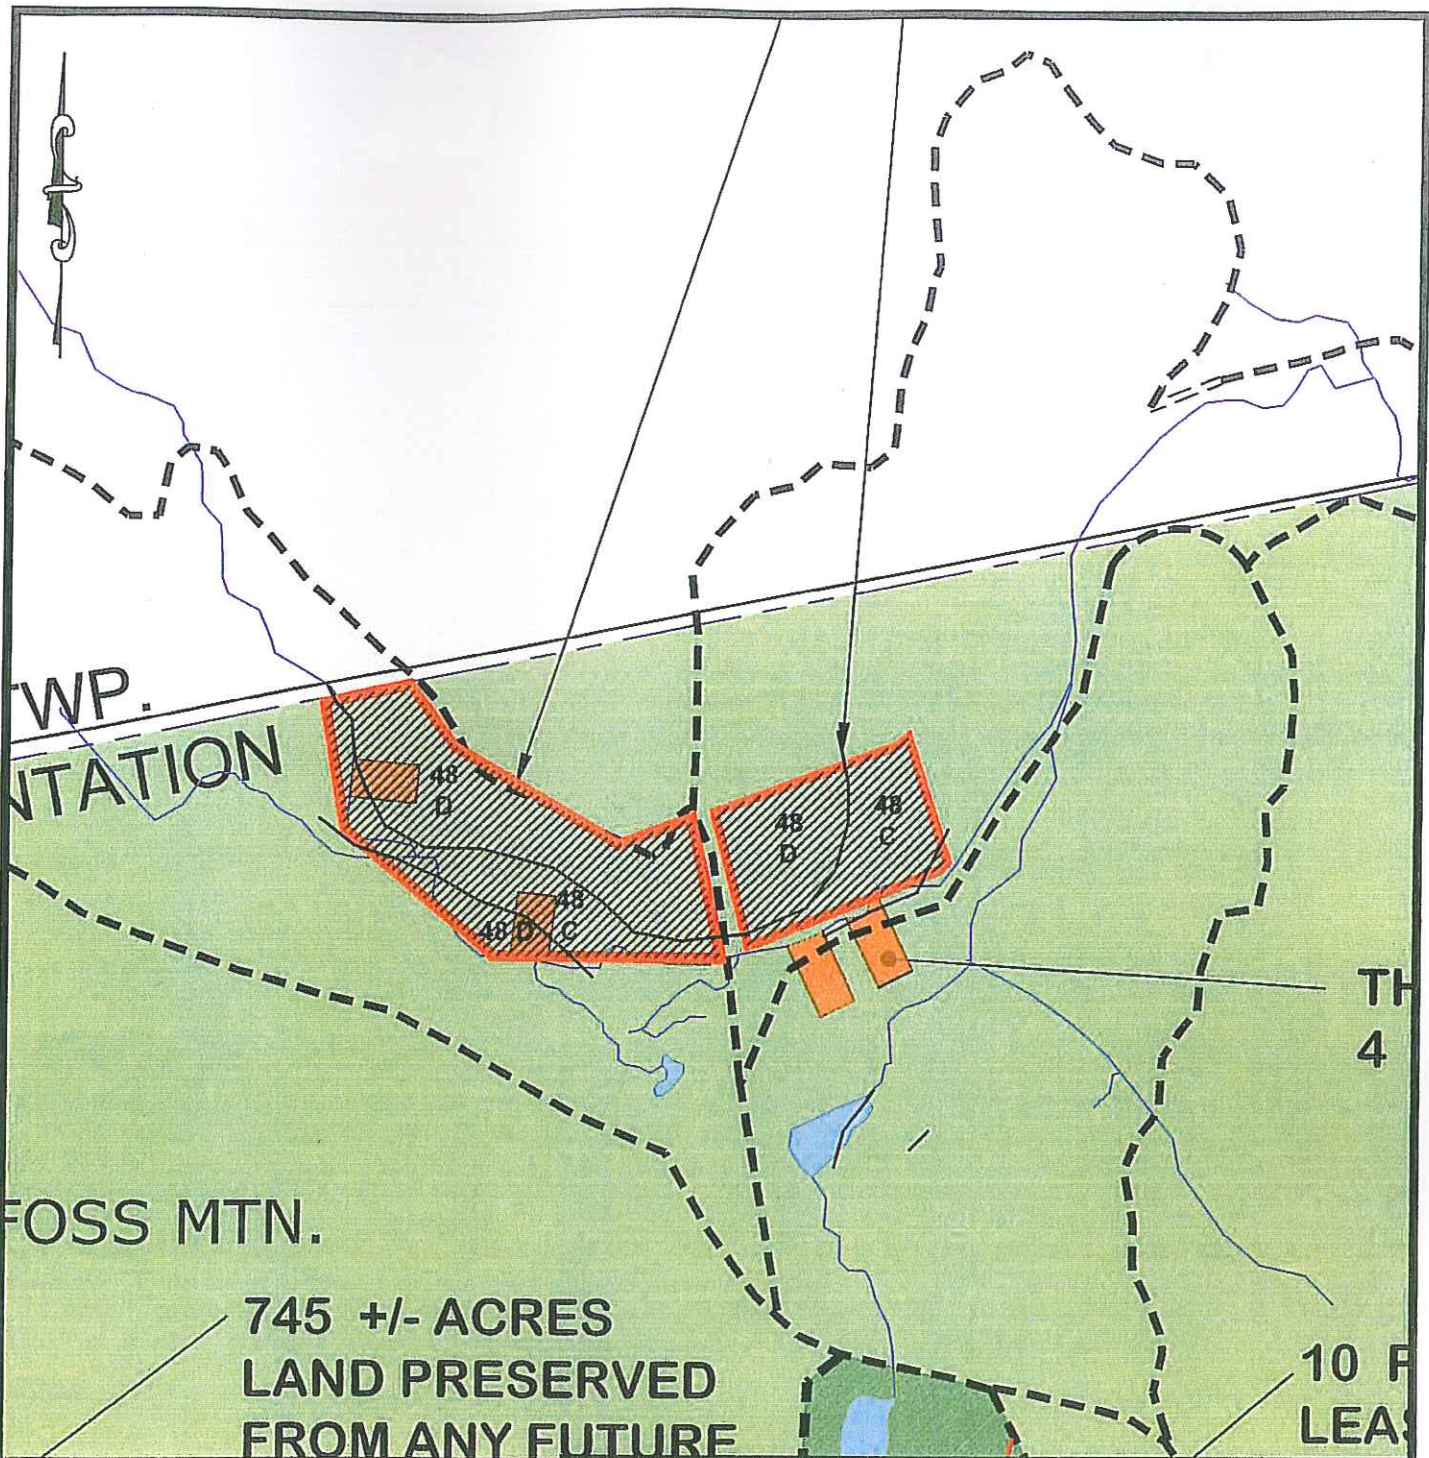 TWP.
NTATION
48
D
48
C
48
D
48 D
48
C
TH
4
FOSS MTN.
745 +/- ACRES
LAND PRESERVED
FROM ANY FUTURE
10
LEAS